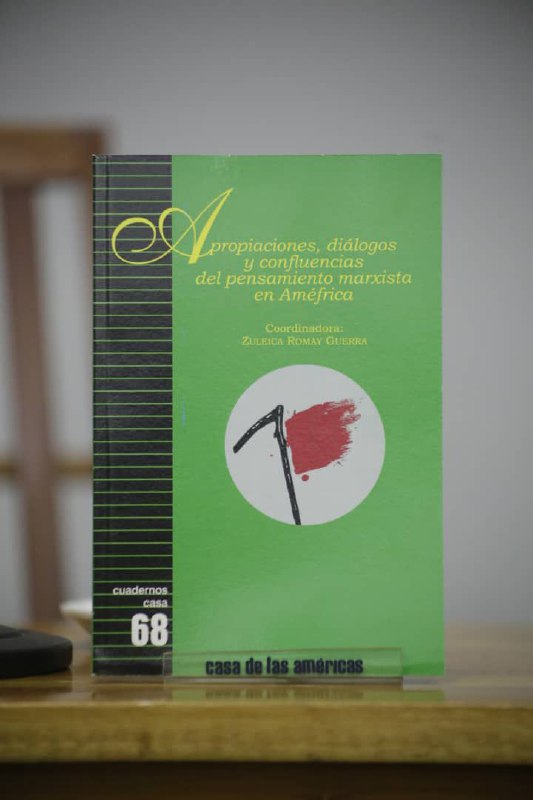 Apropiaciones, diálogos
y confluencias
del pensamiento marxista
en Améfrica
Coordinadora:
ZULEICA ROMAY GUERRA
cuadernos
casa
68
casa de las américas